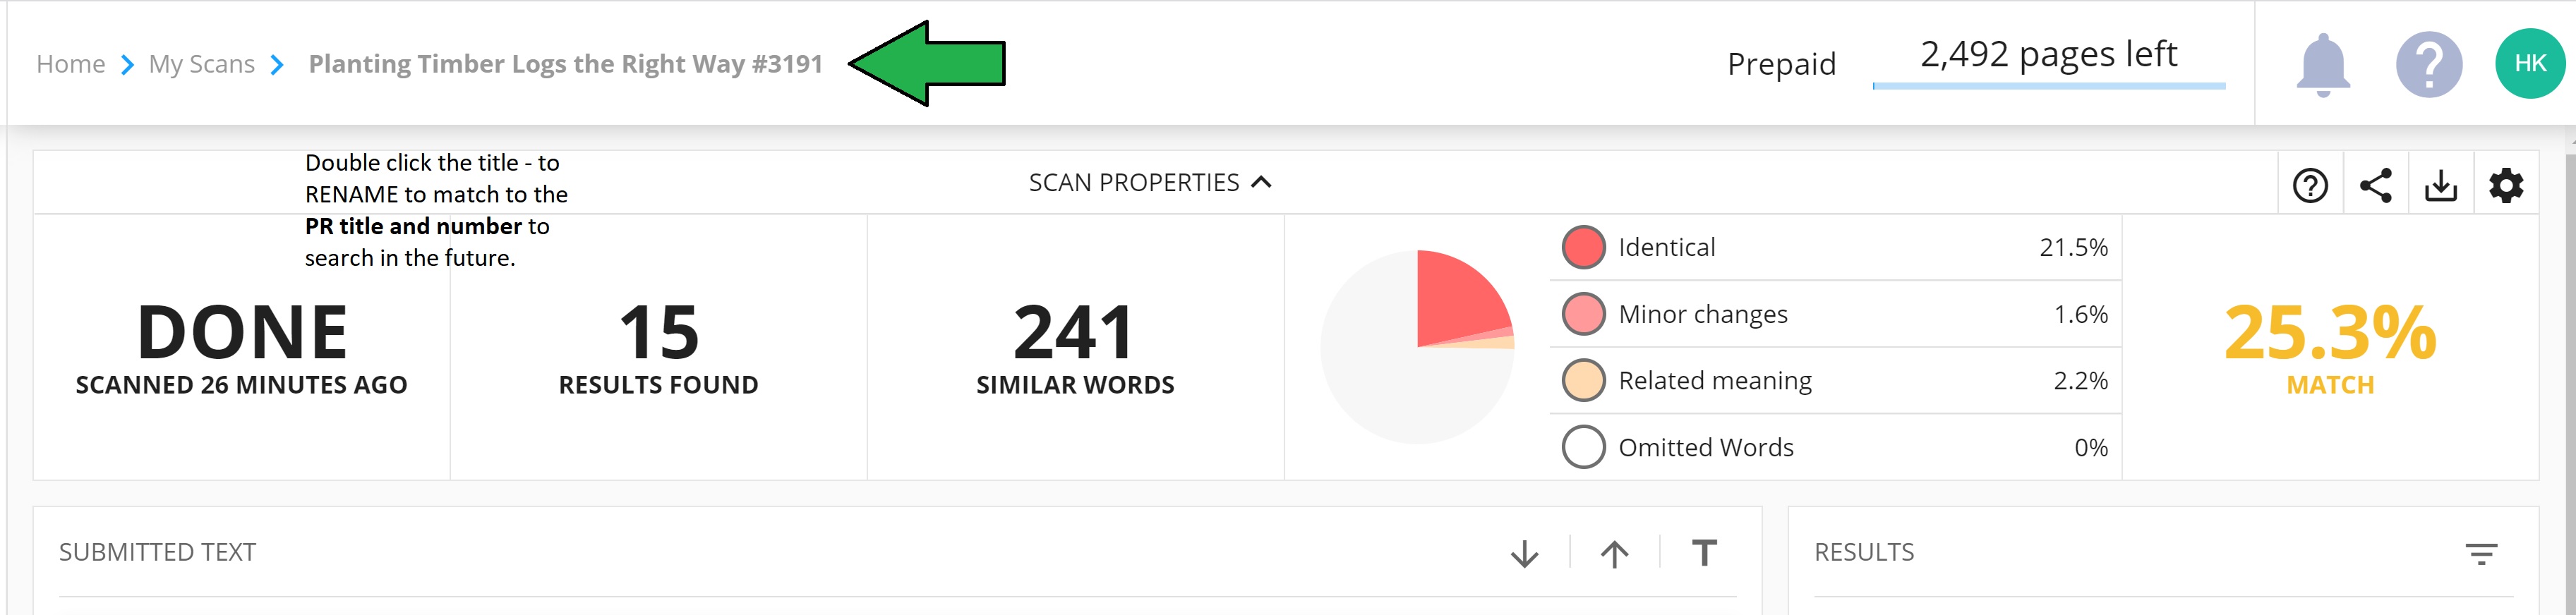 Home My Scans Planting Timber Logs the Right Way #3191
Prepaid 2,492 pages left
HK
Double click the title - to
RENAME to match to the
PR title and number to
search in the future.
SCAN PROPERTIES
DONE
SCANNED 26 MINUTES AGO
15
RESULTS FOUND
241
SIMILAR WORDS
Identical 21.5%
Minor changes 1.6%
Related meaning 2.2%
Omitted Words 0%
25.3%
MATCH
SUBMITTED TEXT
RESULTS